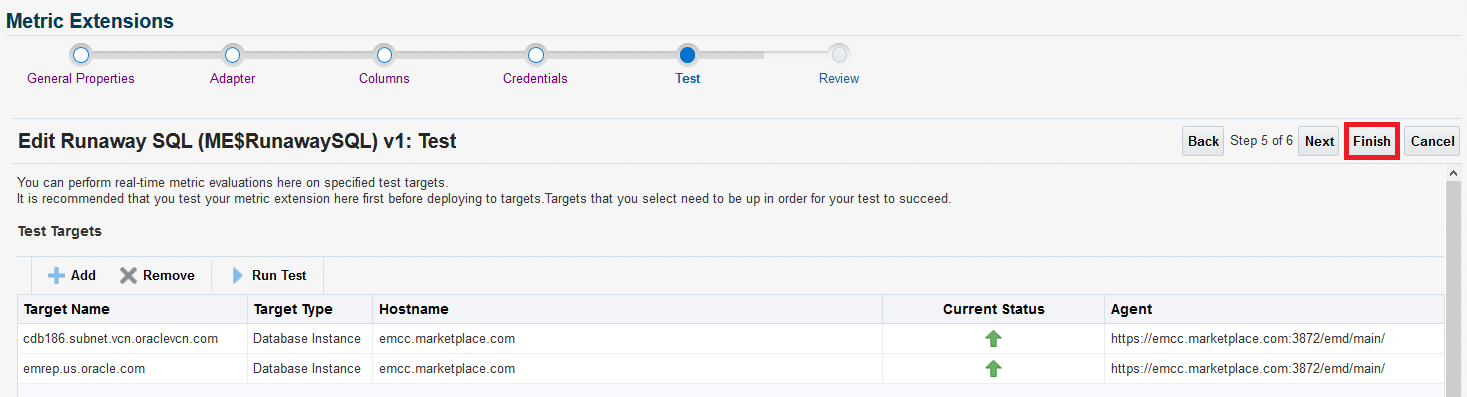 Metric Extensions
General Properties Adapter Columns Credentials Test Review
Edit Runaway SQL (ME$RunawaySQL) v1: Test Back Step 5 of 6 Next Finish Cancel
You can perform real-time metric evaluations here on specified test targets.
It is recommended that you test your metric extension here first before deploying to targets.Targets that you select need to be up in order for your test to succeed.
Test Targets
Add Remove Run Test
Target Name Target Type Hostname Current Status Agent
cdb186.subnet.vcn.oraclevcn.com Database Instance emcc.marketplace.com https://emcc.marketplace.com:3872/emd/main/
emrep.us.oracle.com Database Instance emcc.marketplace.com https://emcc.marketplace.com:3872/emd/main/